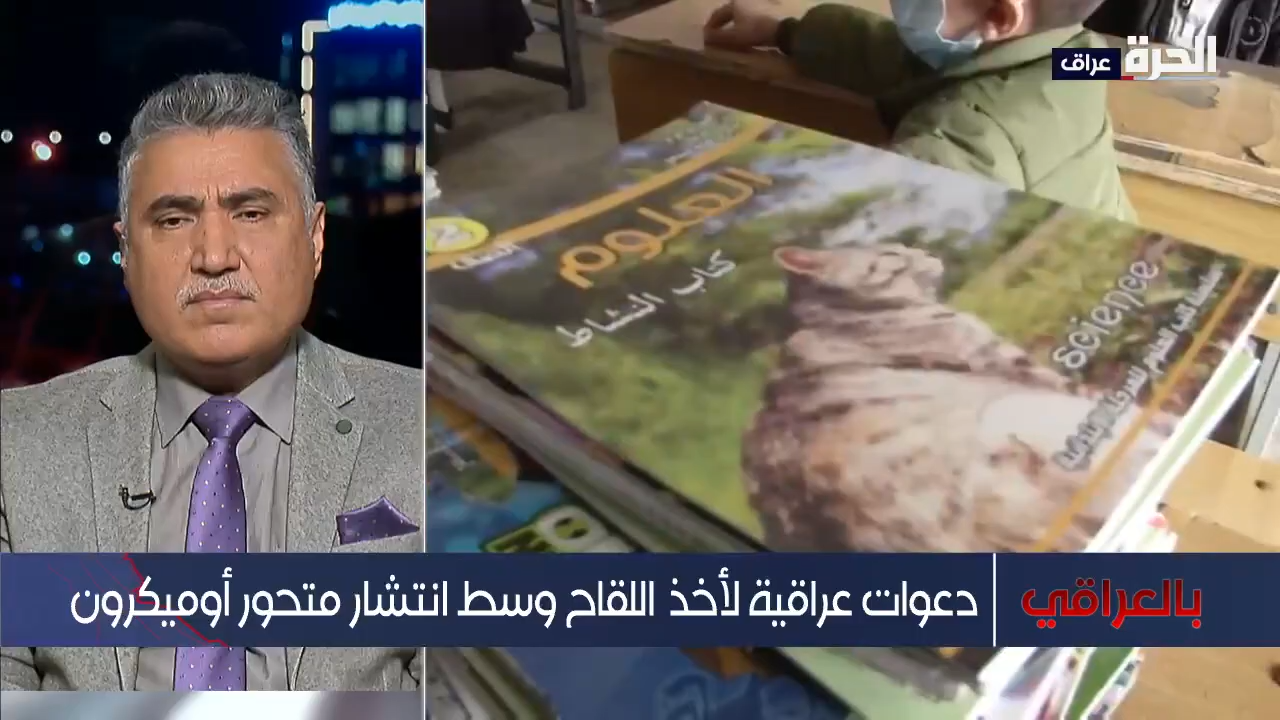 الحرة
عراق
العلوم
كتاب النشاط
science
بالعراقي
دعوات عراقية لأخذ اللقاح وسط انتشار متحور أوميكرون